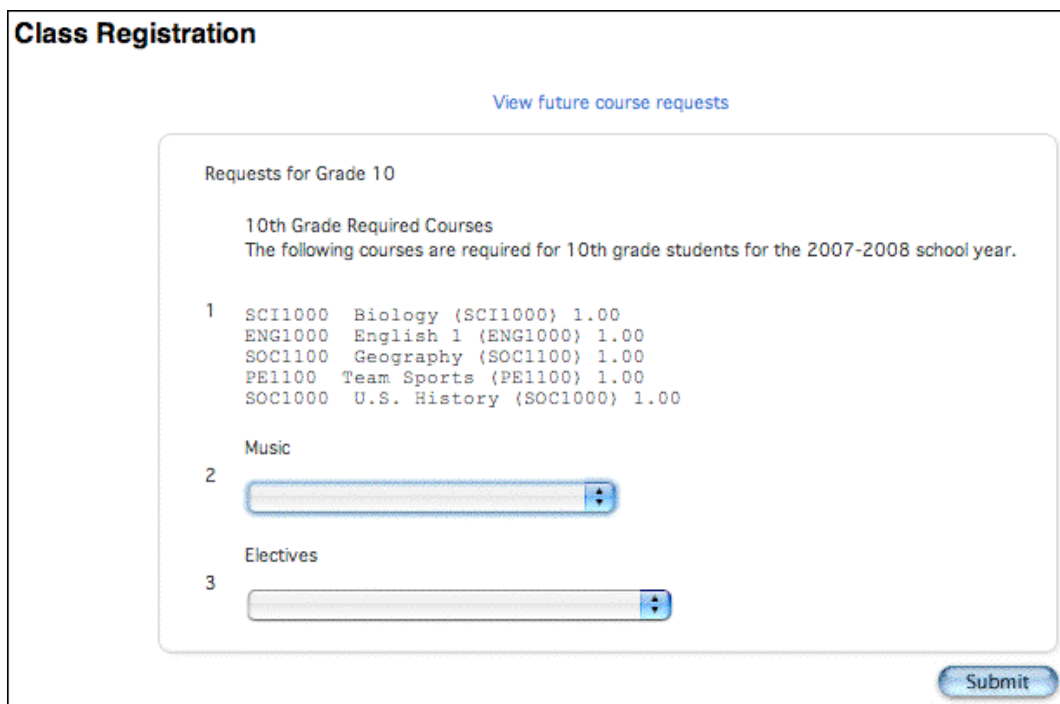 Class Registration
View future course requests
Requests for Grade 10
10th Grade Required Courses
The following courses are required for 10th grade students for the 2007-2008 school year.
1
SCI1000  Biology (SCI1000) 1.00
ENG1000  English 1 (ENG1000) 1.00
SOC1100  Geography (SOC1100) 1.00
PE1100  Team Sports (PE1100) 1.00
SOC1000  U.S. History (SOC1000) 1.00
Music
2
Electives
3
Submit